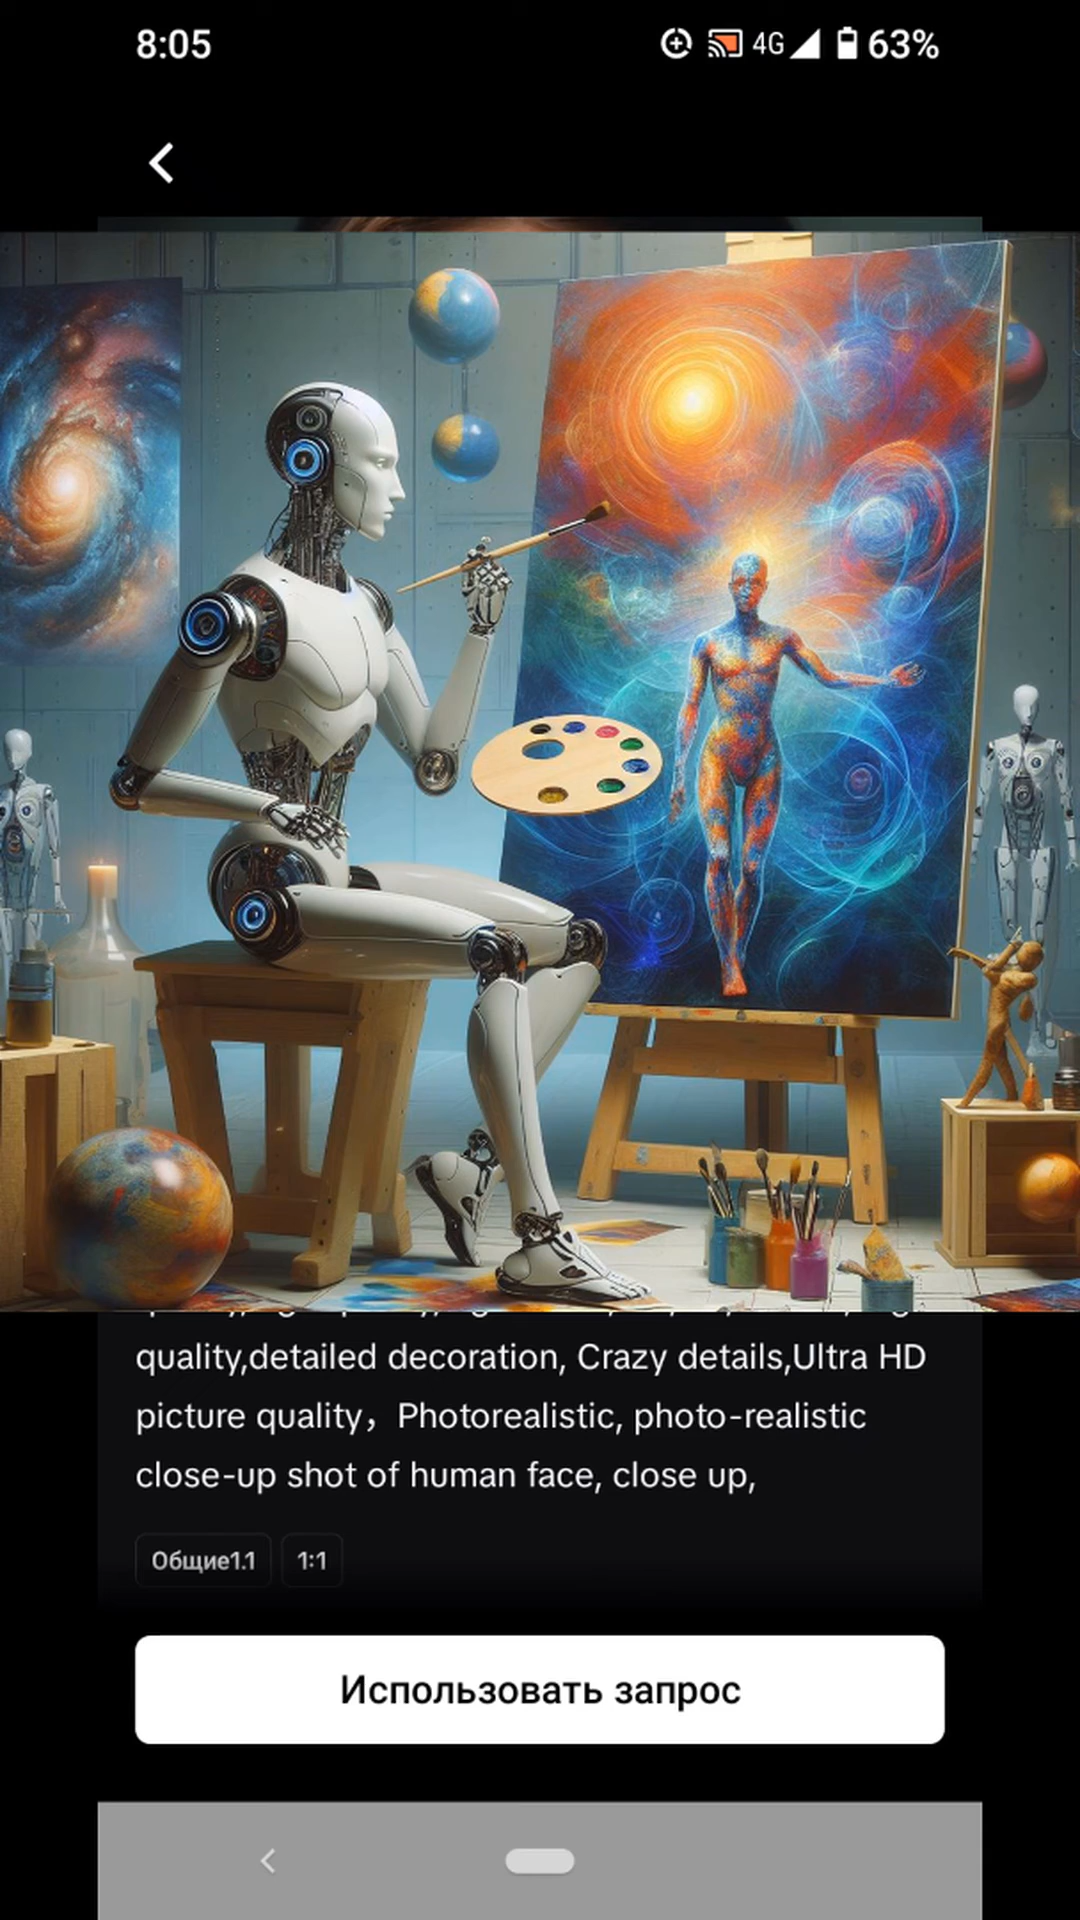 8:05
4G
63%
quality,detailed decoration, Crazy details,Ultra HD
picture quality，Photorealistic, photo-realistic
close-up shot of human face, close up,
Общие1.1
1:1
Использовать запрос